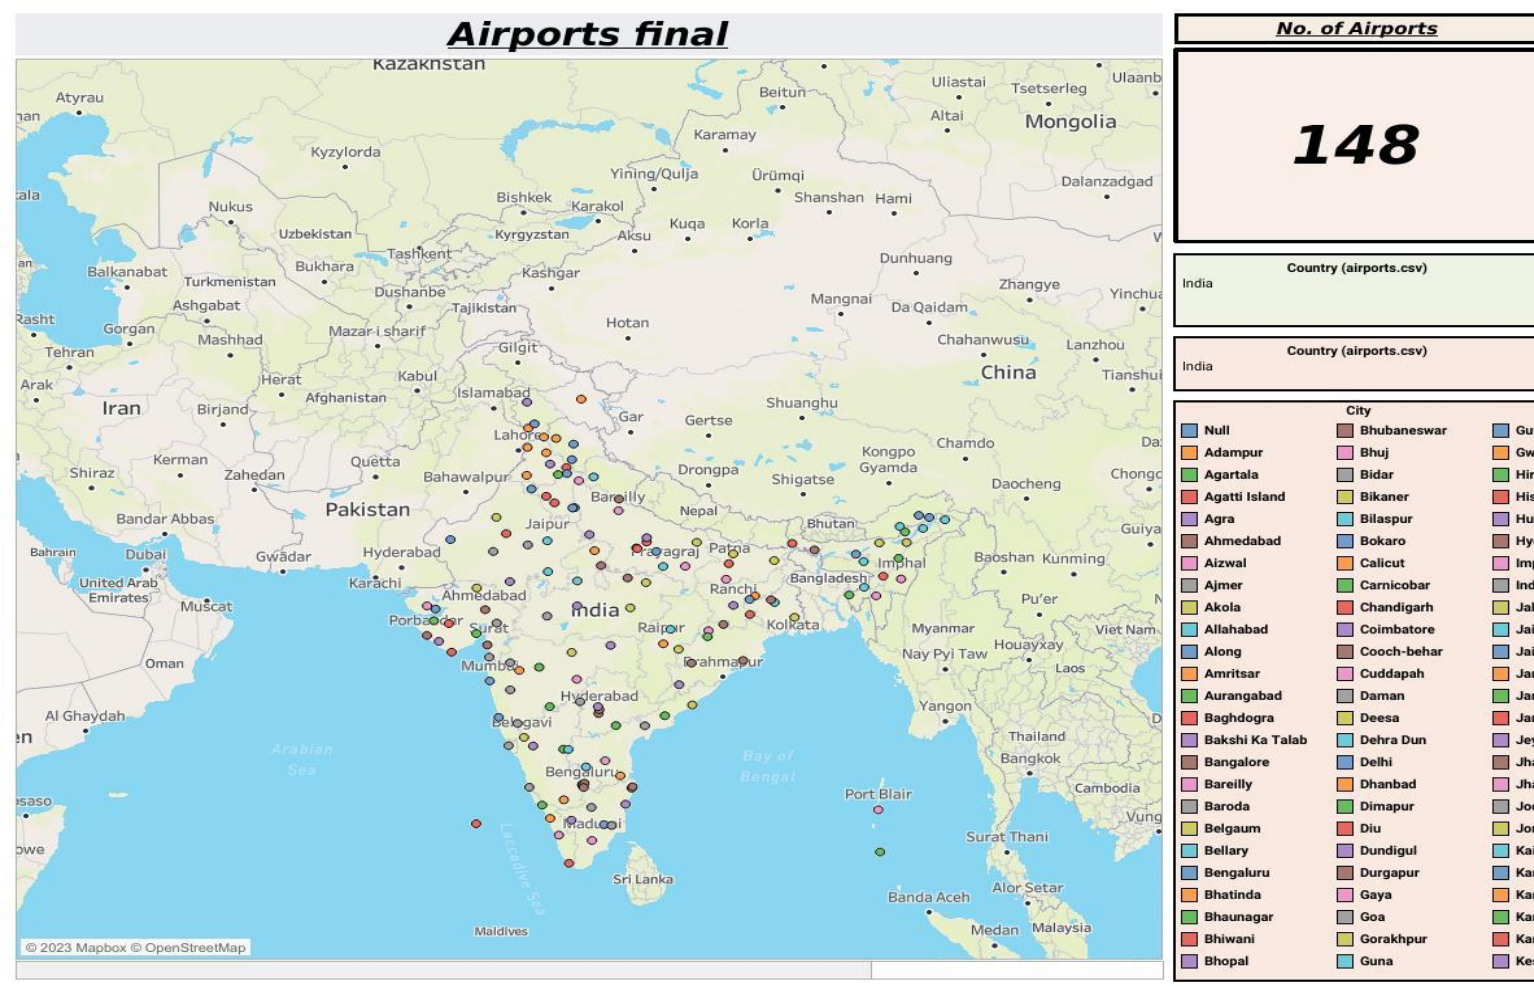 Airports final
No. of Airports
148
Country (airports.csv)
India
Country (airports.csv)
India
City
Null
Adampur
Agartala
Agatti Island
Agra
Ahmedabad
Aizwal
Ajmer
Akola
Allahabad
Along
Amritsar
Aurangabad
Baghdogra
Bakshi Ka Talab
Bangalore
Bareilly
Baroda
Belgaum
Bellary
Bengaluru
Bhatinda
Bhaunagar
Bhiwani
Bhopal
Bhubaneswar
Bhuj
Bidar
Bikaner
Bilaspur
Bokaro
Calicut
Carnicobar
Chandigarh
Coimbatore
Cooch-behar
Cuddapah
Daman
Deesa
Dehra Dun
Delhi
Dhanbad
Dimapur
Diu
Dundigul
Durgapur
Gaya
Goa
Gorakhpur
Guna
Kazakhstan
Atyrau
Beitun
Uliastai
Tsetserleg
Ulaanb
Altai
Mongolia
Karamay
Kyzylorda
Yining/Qulja
Ürümqi
Dalanzadgad
Shanshan
Hami
Bishkek
Karakol
Nukus
Uzbekistan
Kyrgyzstan
Aksu
Kuqa
Korla
Tashkent
Dunhuang
Balkanabat
Bukhara
Turkmenistan
Kashgar
Dushanbe
Zhangye
Yinchua
Ashgabat
Tajikistan
Mangnai
Da Qaidam
Rasht
Gorgan
Mashhad
Mazar i sharif
Hotan
Tehran
Gilgit
Chahanwusu
Lanzhou
Arak
Herat
Kabul
Islamabad
China
Tianshui
Iran
Birjand
Afghanistan
Gar
Gertse
Shuanghu
Lahore
Chamdo
Kerman
Quetta
Kongpo
Gyamda
Shiraz
Zahedan
Bahawalpur
Drongpa
Shigatse
Daocheng
Chongq
Bareilly
Pakistan
Nepal
Bandar Abbas
Jaipur
Bhutan
Guiya
Bahrain
Dubai
Gwādar
Hyderabad
Prayagraj
Patna
Imphal
Baoshan
Kunming
Karāchi
Bangladesh
United Arab
Emirates
Muscat
Ahmedabad
India
Ranchi
Pu'er
Porbandar
Surat
Raipur
Kolkata
Myanmar
Viet Nam
Oman
Mumbai
Brahmapur
Nay Pyi Taw
Houayxay
Laos
Hyderabad
Al Ghaydah
Belagavi
Yangon
Arabian
Sea
Bay of
Bengal
Thailand
Bangkok
Bengaluru
Port Blair
Cambodia
Madurai
Laccadive Sea
Surat Thani
Vung
Sri Lanka
Banda Aceh
Alor Setar
Maldives
Medan
Malaysia
© 2023 Mapbox © OpenStreetMap